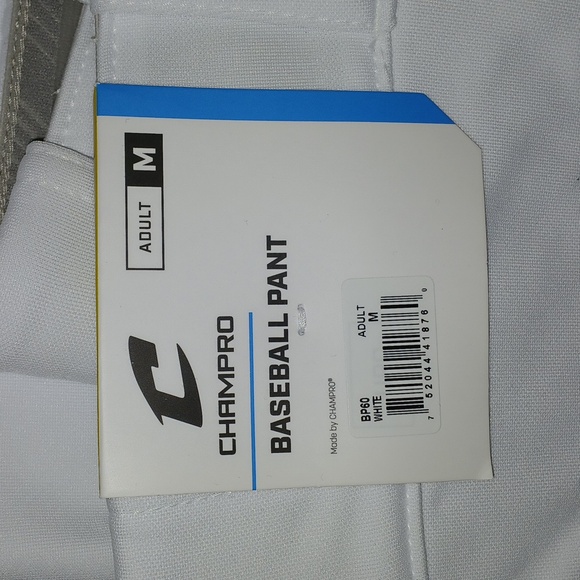 ADULT M
C
CHAMPRO
BASEBALL PANT
Made by CHAMPRO®
ADULT
M
7 52044 41876 0
BP60
WHITE